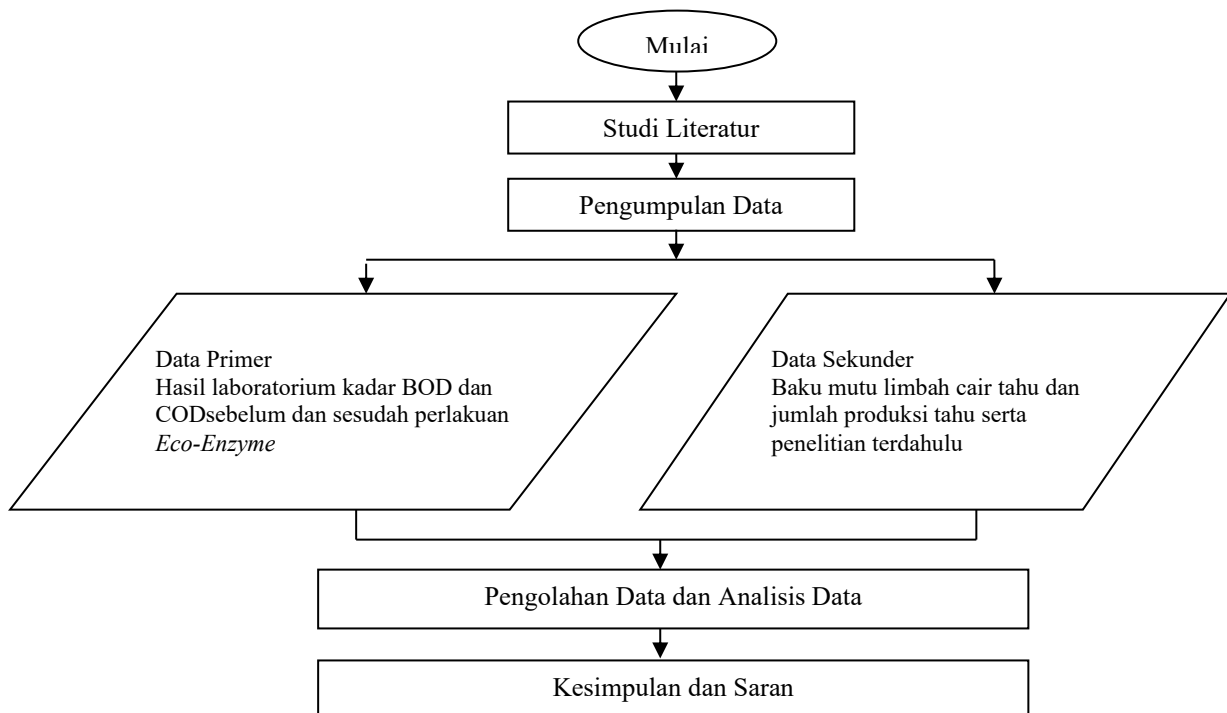 Mulai
Studi Literatur
Pengumpulan Data
Data Primer
Hasil laboratorium kadar BOD dan
CODsebelum dan sesudah perlakuan
Eco-Enzyme
Data Sekunder
Baku mutu limbah cair tahu dan
jumlah produksi tahu serta
penelitian terdahulu
Pengolahan Data dan Analisis Data
Kesimpulan dan Saran